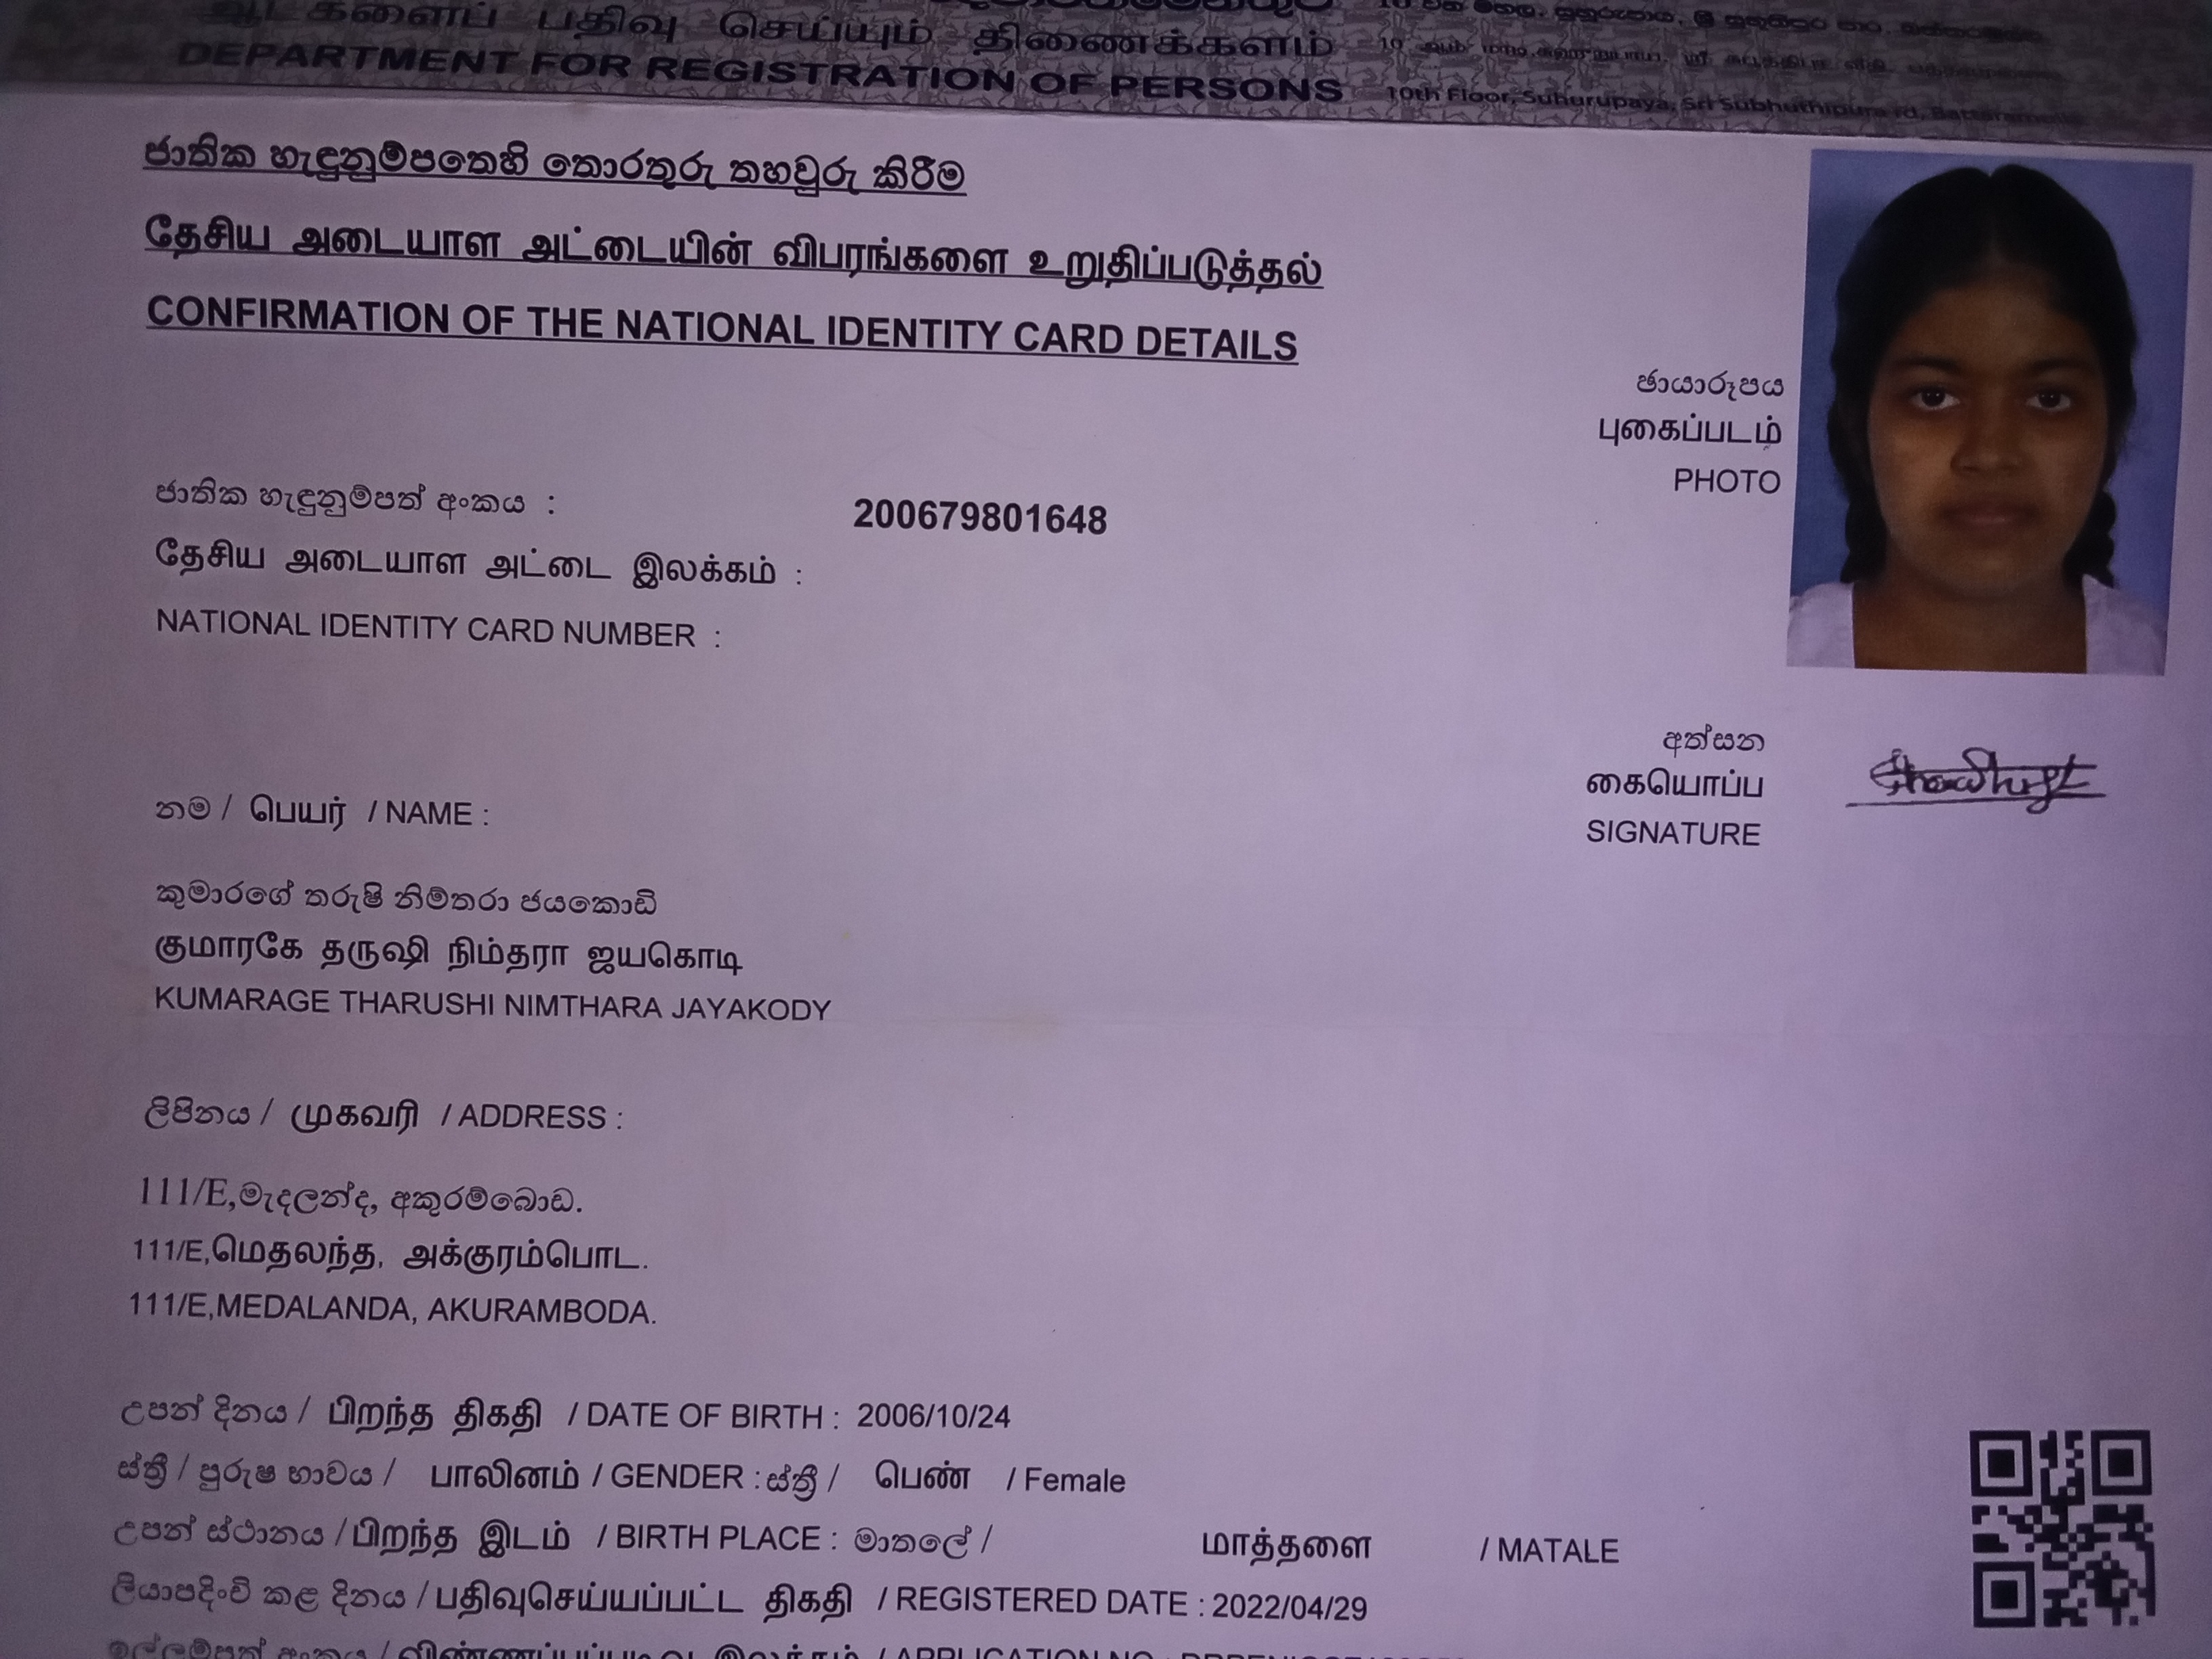 ஆட்களைப் பதிவு செய்யும் திணைக்களம்
DEPARTMENT FOR REGISTRATION OF PERSONS
10th Floor, Suhurupaya, Sri Subhuthipura rd,
ජාතික හැඳුනුම්පතෙහි තොරතුරු තහවුරු කිරීම
தேசிய அடையாள அட்டையின் விபரங்களை உறுதிப்படுத்தல்
CONFIRMATION OF THE NATIONAL IDENTITY CARD DETAILS
ඡායාරූපය
புகைப்படம்
PHOTO
ජාතික හැඳුනුම්පත් අංකය : 200679801648
தேசிய அடையாள அட்டை இலக்கம் :
NATIONAL IDENTITY CARD NUMBER :
අත්සන
கையொப்ப
SIGNATURE
නම / பெயர் / NAME :
කුමාරගේ තරුෂි නිම්තරා ජයකොඩි
குமாரகே தருஷி நிம்தரா ஜயகொடி
KUMARAGE THARUSHI NIMTHARA JAYAKODY
ලිපිනය / முகவரி / ADDRESS :
111/E,මැදලන්ද, අකුරම්බොඩ.
111/E,மெதலந்த, அக்குரம்பொட.
111/E,MEDALANDA, AKURAMBODA.
උපන් දිනය / பிறந்த திகதி / DATE OF BIRTH : 2006/10/24
ස්ත්‍රී / පුරුෂ භාවය / பாலினம் / GENDER : ස්ත්‍රී / பெண் / Female
උපන් ස්ථානය / பிறந்த இடம் / BIRTH PLACE : මාතලේ / மாத்தளை / MATALE
ලියාපදිංචි කළ දිනය / பதிவுசெய்யப்பட்ட திகதி / REGISTERED DATE : 2022/04/29
/ APPLICATION NO :